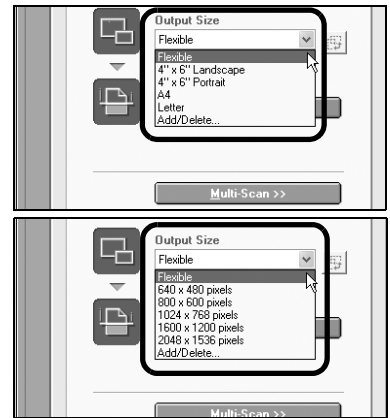 Output Size
Flexible
Flexible
4" x 6" Landscape
4" x 6" Portrait
A4
Letter
Add/Delete...
Multi-Scan >>
Output Size
Flexible
Flexible
640 x 480 pixels
800 x 600 pixels
1024 x 768 pixels
1600 x 1200 pixels
2048 x 1536 pixels
Add/Delete...
Multi-Scan >>